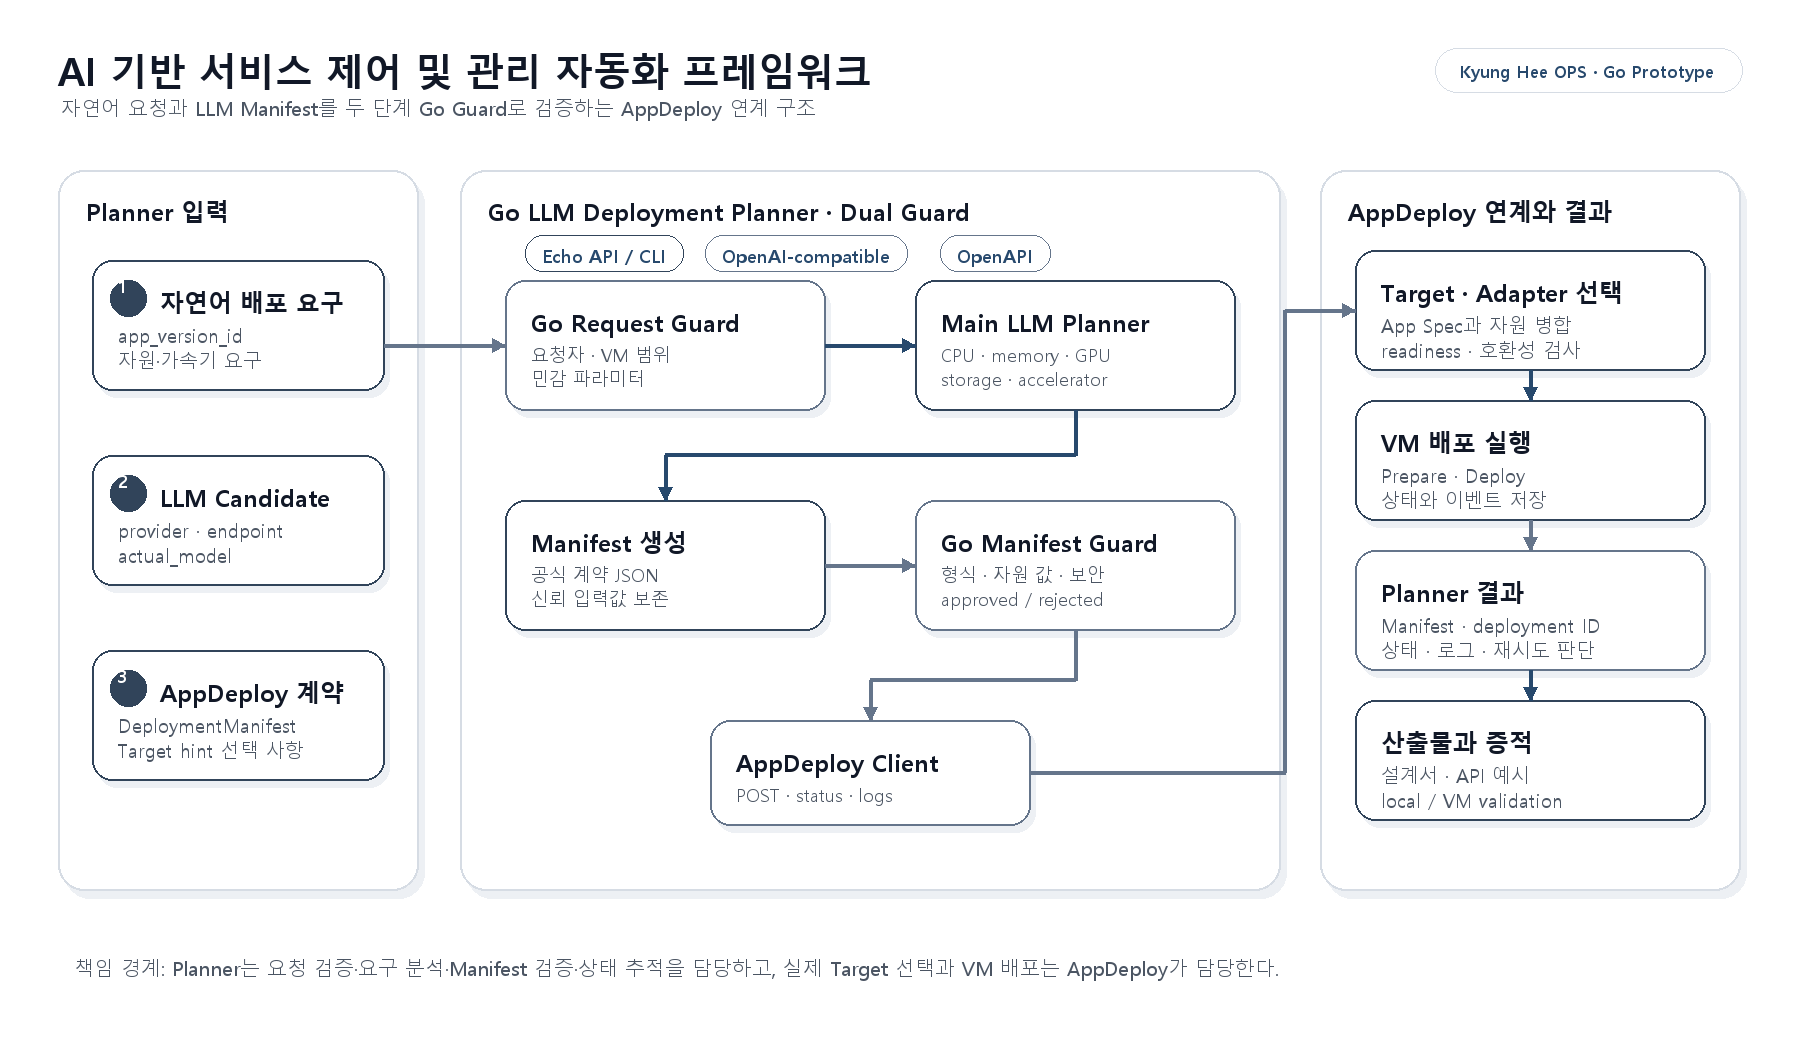 AI 기반 서비스 제어 및 관리 자동화 프레임워크
Kyung Hee OPS · Go Prototype
자연어 요청과 LLM Manifest를 두 단계 Go Guard로 검증하는 AppDeploy 연계 구조
Planner 입력
1
자연어 배포 요구
app_version_id
자원·가속기 요구
2
LLM Candidate
provider · endpoint
actual_model
3
AppDeploy 계약
DeploymentManifest
Target hint 선택 사항
Go LLM Deployment Planner · Dual Guard
Echo API / CLI
OpenAI-compatible
OpenAPI
Go Request Guard
요청자 · VM 범위
민감 파라미터
Main LLM Planner
CPU · memory · GPU
storage · accelerator
Manifest 생성
공식 계약 JSON
신뢰 입력값 보존
Go Manifest Guard
형식 · 자원 값 · 보안
approved / rejected
AppDeploy Client
POST · status · logs
AppDeploy 연계와 결과
Target · Adapter 선택
App Spec과 자원 병합
readiness · 호환성 검사
VM 배포 실행
Prepare · Deploy
상태와 이벤트 저장
Planner 결과
Manifest · deployment ID
상태 · 로그 · 재시도 판단
산출물과 증적
설계서 · API 예시
local / VM validation
책임 경계: Planner는 요청 검증·요구 분석·Manifest 검증·상태 추적을 담당하고, 실제 Target 선택과 VM 배포는 AppDeploy가 담당한다.